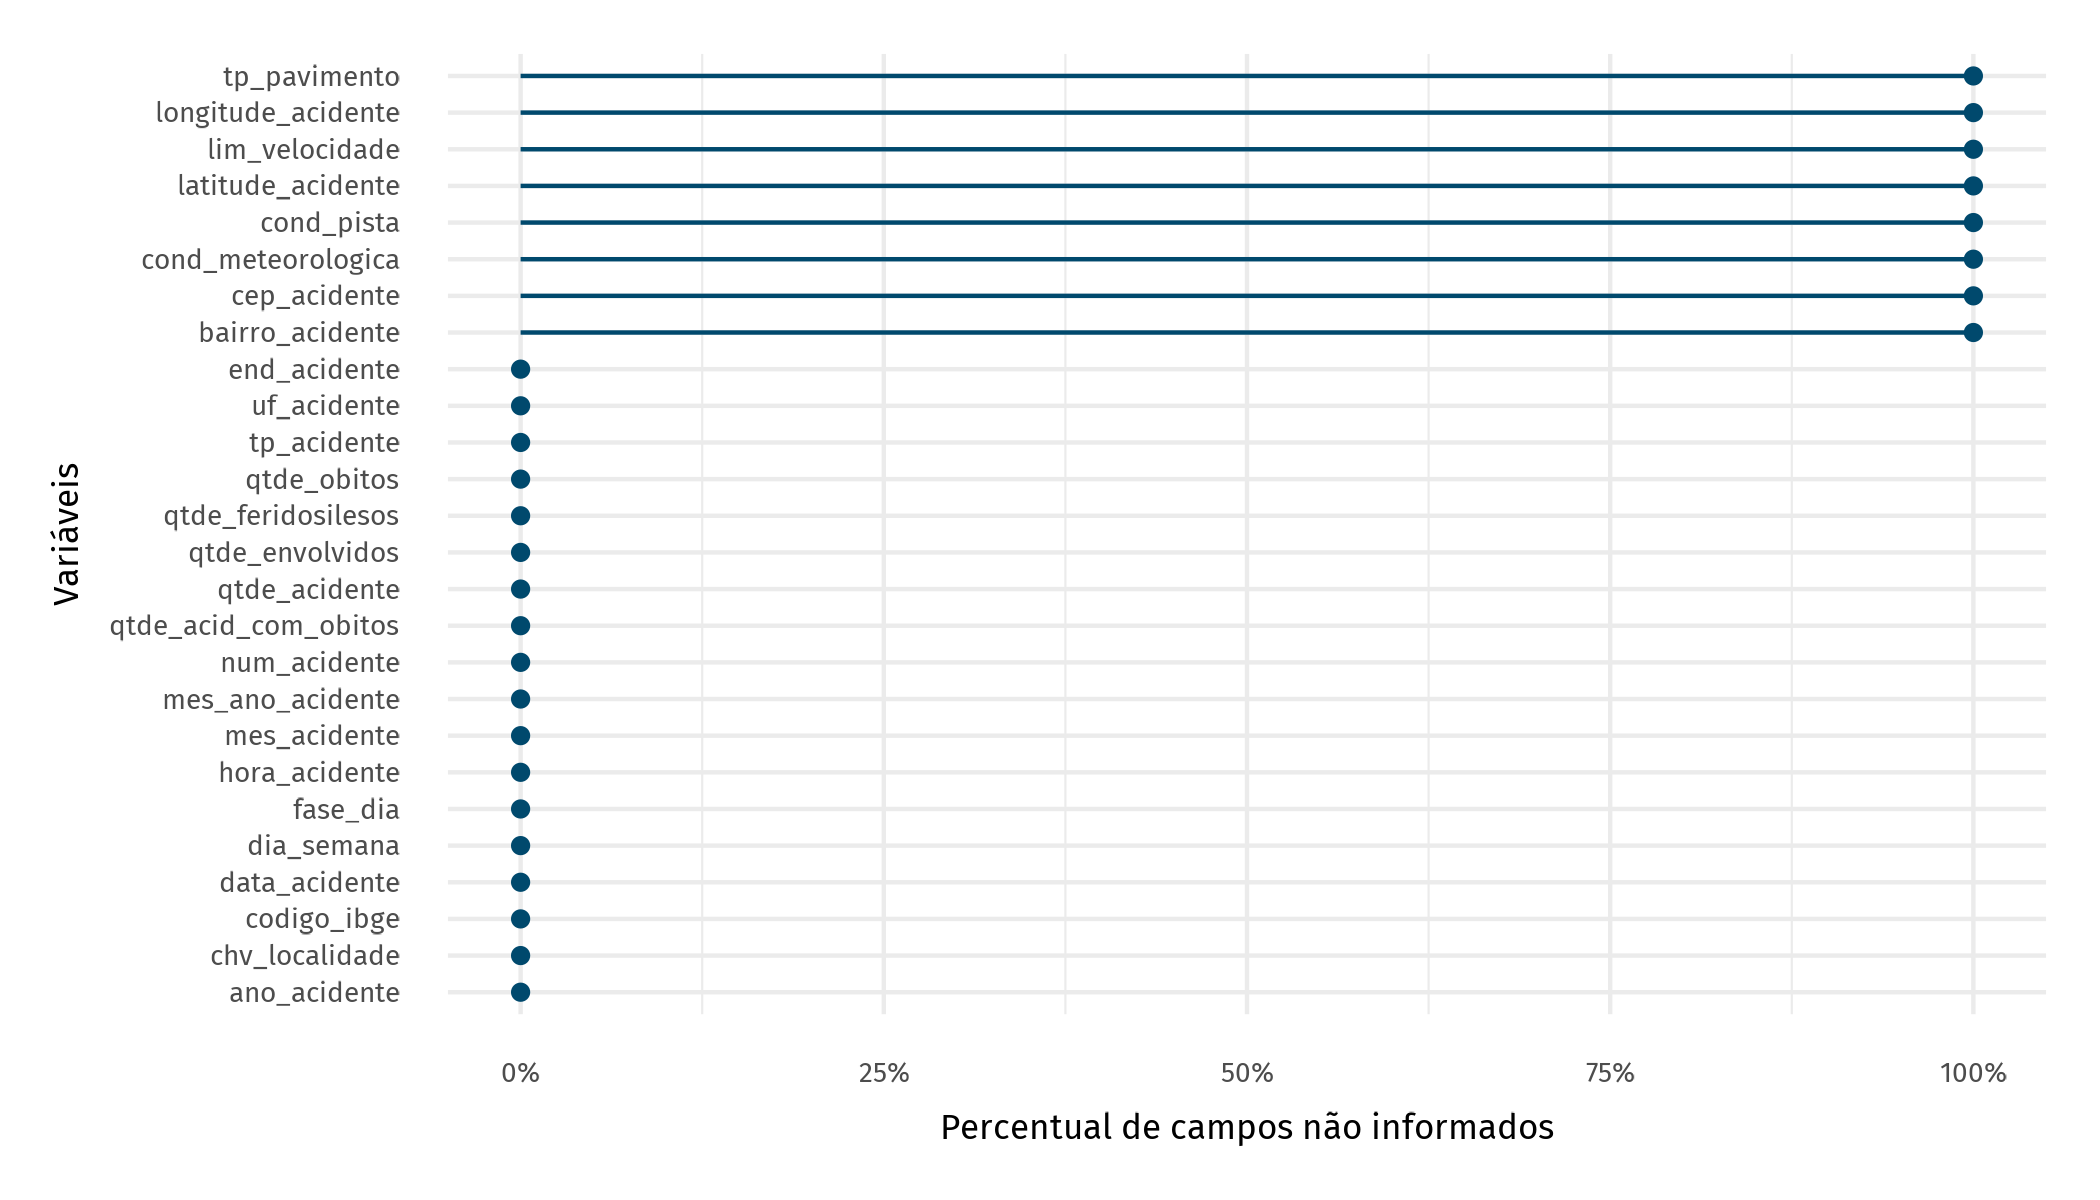 tp_pavimento
longitude_acidente
lim_velocidade
latitude_acidente
cond_pista
cond_meteorologica
cep_acidente
bairro_acidente
end_acidente
uf_acidente
tp_acidente
qtde_obitos
qtde_feridosilesos
qtde_envolvidos
qtde_acidente
qtde_acid_com_obitos
num_acidente
mes_ano_acidente
mes_acidente
hora_acidente
fase_dia
dia_semana
data_acidente
codigo_ibge
chv_localidade
ano_acidente
Variáveis
0% 25% 50% 75% 100%
Percentual de campos não informados